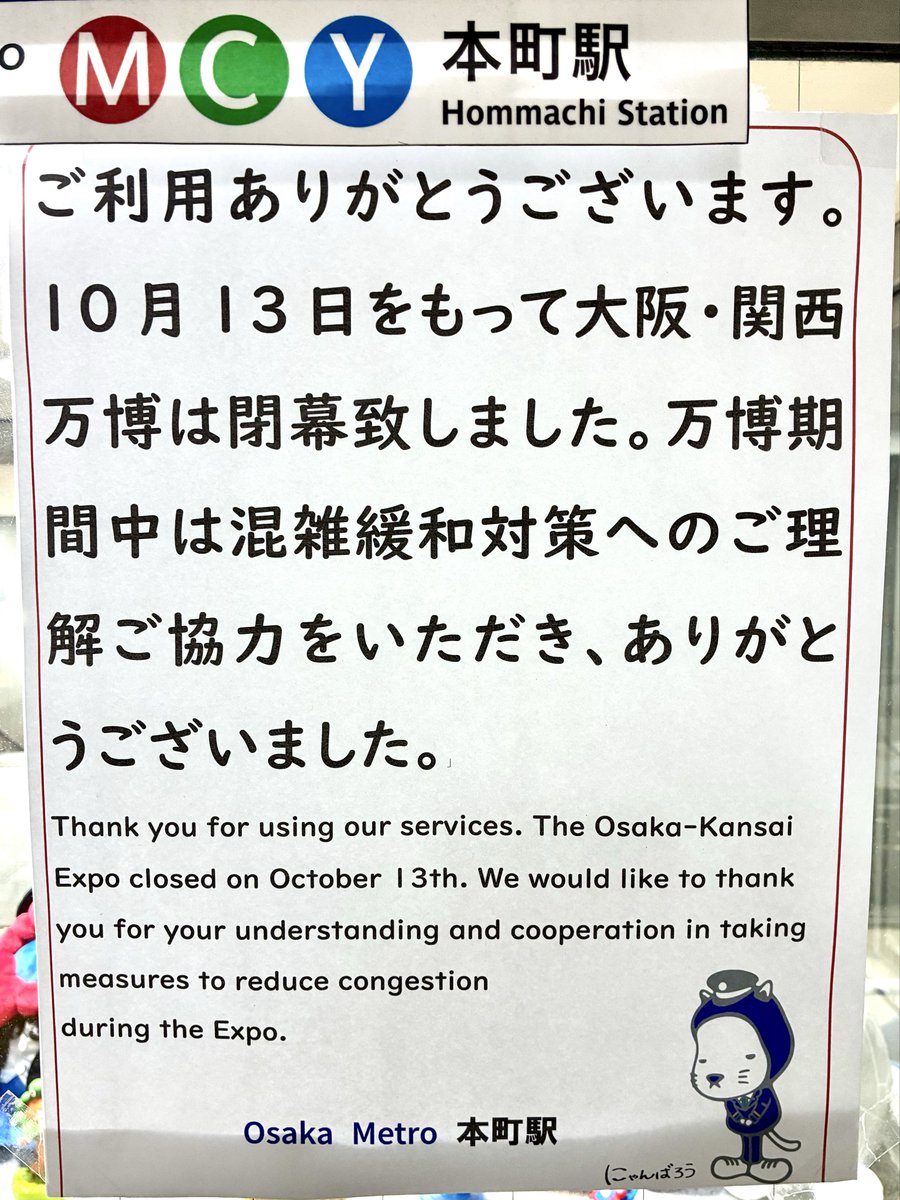 o M C Y 本町駅
Hommachi Station
ご利用ありがとうございます。
10月13日をもって大阪・関西
万博は閉幕致しました。万博期
間中は混雑緩和対策へのご理
解ご協力をいただき、ありがと
うございました。」
Thank you for using our services. The Osaka-Kansai
Expo closed on October 13th. We would like to thank
you for your understanding and cooperation in taking
measures to reduce congestion
during the Expo.
Osaka Metro 本町駅
にゃんばろう